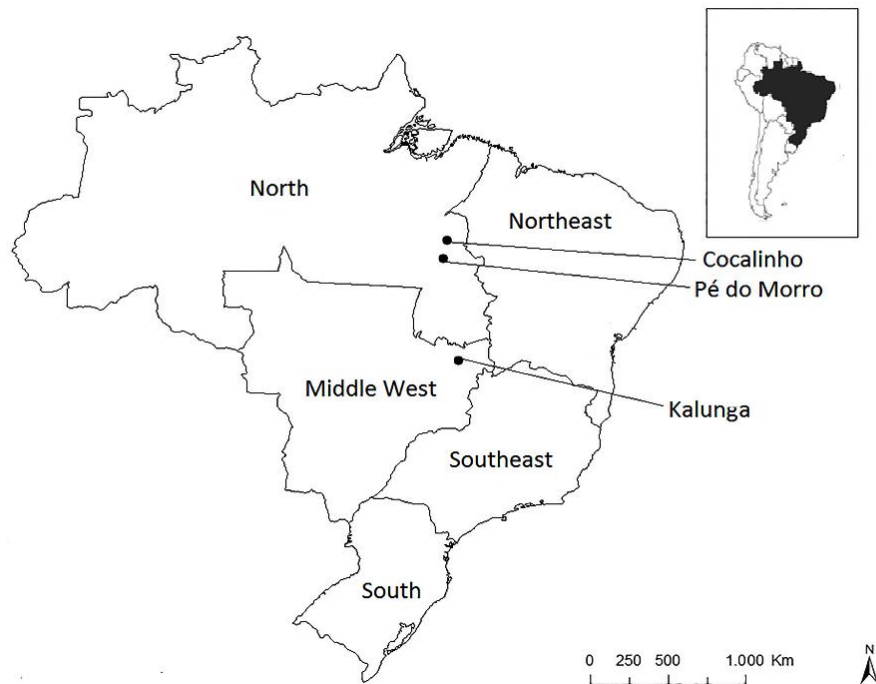 North
Northeast
Cocalinho
Pé do Morro
Middle West
Kalunga
Southeast
South
0 250 500 1.000 Km
N